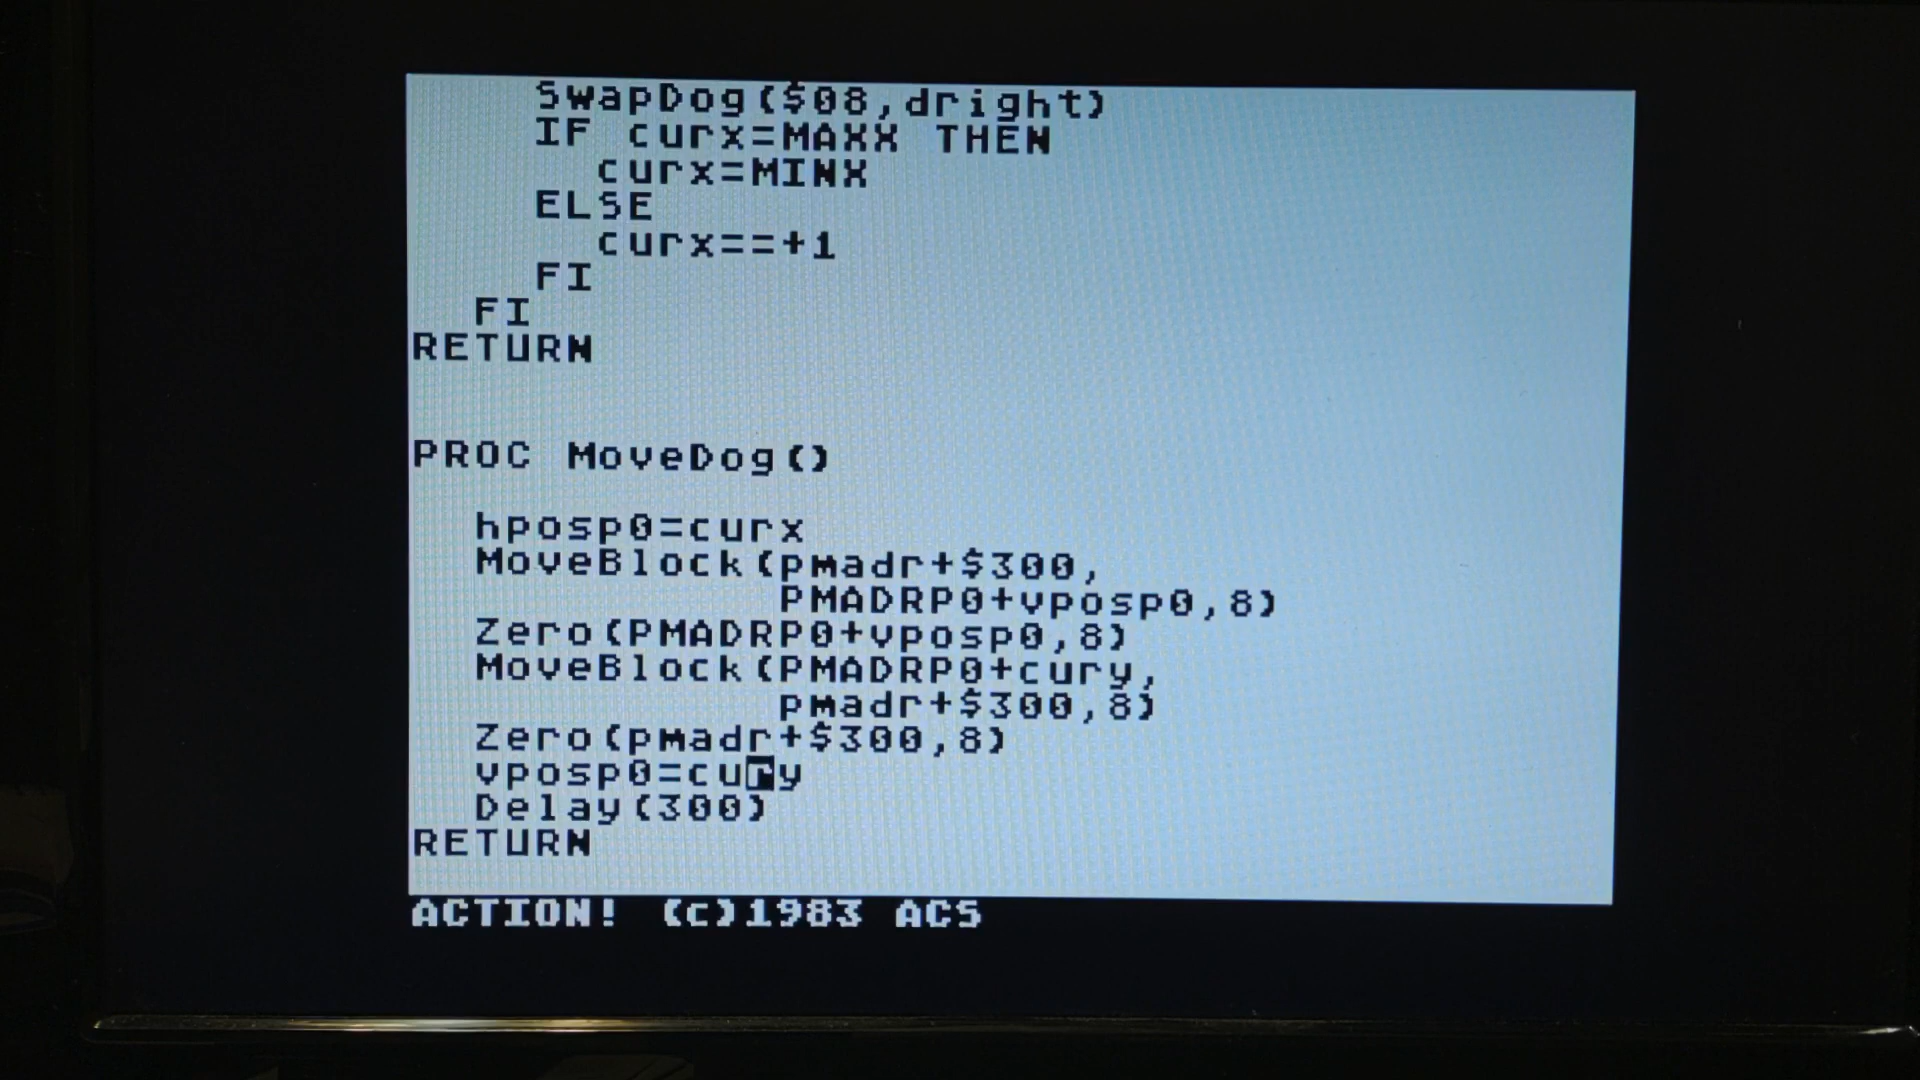 SwapDog($08,dright)
      IF curx=MAXX THEN
        curx=MINX
      ELSE
        curx==+1
      FI
  FI
RETURN
PROC MoveDog()
  hposp0=curx
  MoveBlock(pmadr+$300,
            PMADRP0+vposp0,8)
  Zero(PMADRP0+vposp0,8)
  MoveBlock(PMADRP0+cury,
            pmadr+$300,8)
  Zero(pmadr+$300,8)
  vposp0=cury
  Delay(300)
RETURN
ACTION! (c)1983 ACS